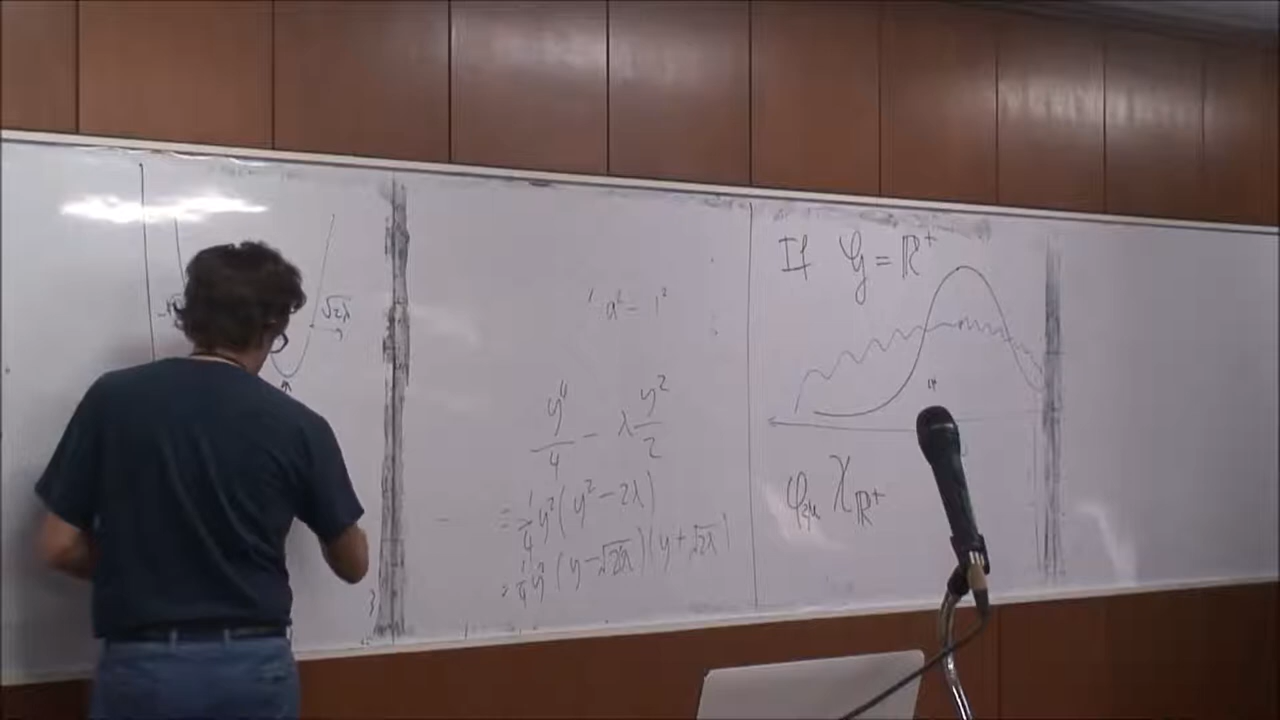 √2λ
a² - 1²
y⁴/4 - λ y²/2
= 1/4 y² (y² - 2λ)
= 1/4 y² (y - √2λ)(y + √2λ)
If 𝒢 = ℝ⁺
χ_ℝ⁺